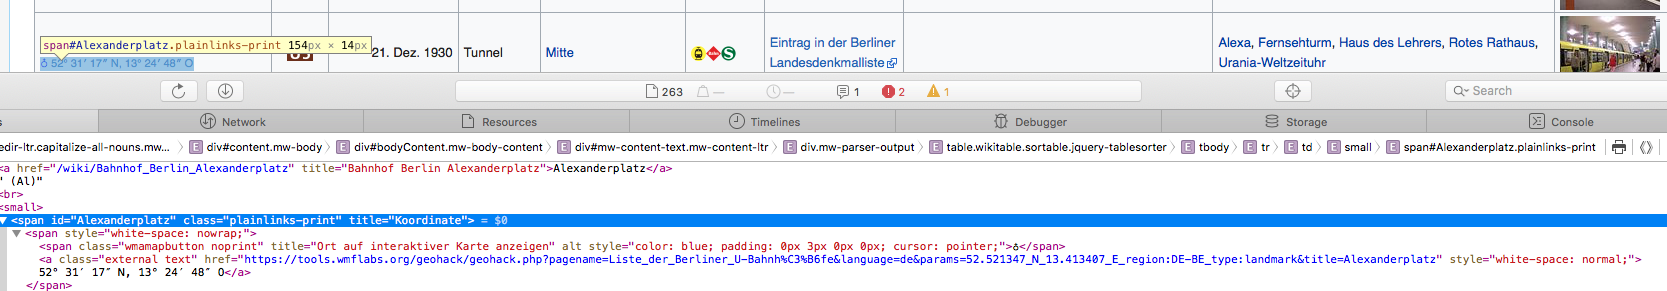 span#Alexanderplatz.plainlinks-print 154px × 14px
21. Dez. 1930
Tunnel
Mitte
Eintrag in der Berliner
Landesdenkmalliste
Alexa, Fernsehturm, Haus des Lehrers, Rotes Rathaus,
Urania-Weltzeituhr
52° 31′ 17″ N, 13° 24′ 48″ O
263 — — 1 2 1
Search
Network Resources Timelines Debugger Storage Console
edir-ltr.capitalize-all-nouns.mw... E div#content.mw-body E div#bodyContent.mw-body-content E div#mw-content-text.mw-content-ltr E div.mw-parser-output E table.wikitable.sortable.jquery-tablesorter E tbody E tr E td E small E span#Alexanderplatz.plainlinks-print
<a href="/wiki/Bahnhof_Berlin_Alexanderplatz" title="Bahnhof Berlin Alexanderplatz">Alexanderplatz</a>
" (Al)"
<br>
<small>
<span id="Alexanderplatz" class="plainlinks-print" title="Koordinate"> = $0
<span style="white-space: nowrap;">
<span class="wmamapbutton noprint" title="Ort auf interaktiver Karte anzeigen" alt style="color: blue; padding: 0px 3px 0px 0px; cursor: pointer;">♁</span>
<a class="external text" href="https://tools.wmflabs.org/geohack/geohack.php?pagename=Liste_der_Berliner_U-Bahnh%C3%B6fe&language=de&params=52.521347_N_13.413407_E_region:DE-BE_type:landmark&title=Alexanderplatz" style="white-space: normal;">
52° 31′ 17″ N, 13° 24′ 48″ O</a>
</span>